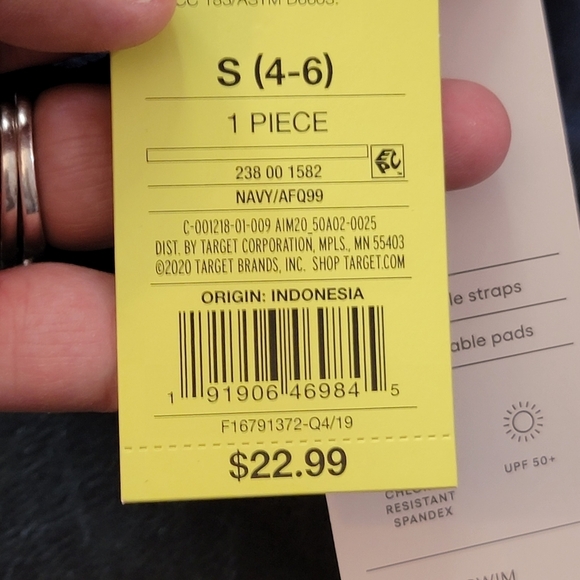 S (4-6)
1 PIECE
EPC
238 00 1582
NAVY/AFQ99
C-001218-01-009 AIM20_50A02-0025
DIST. BY TARGET CORPORATION, MPLS., MN 55403
©2020 TARGET BRANDS, INC. SHOP TARGET.COM
ORIGIN: INDONESIA
1 91906 46984 5
F16791372-Q4/19
$22.99
le straps
able pads
UPF 50+
RESISTANT
SPANDEX